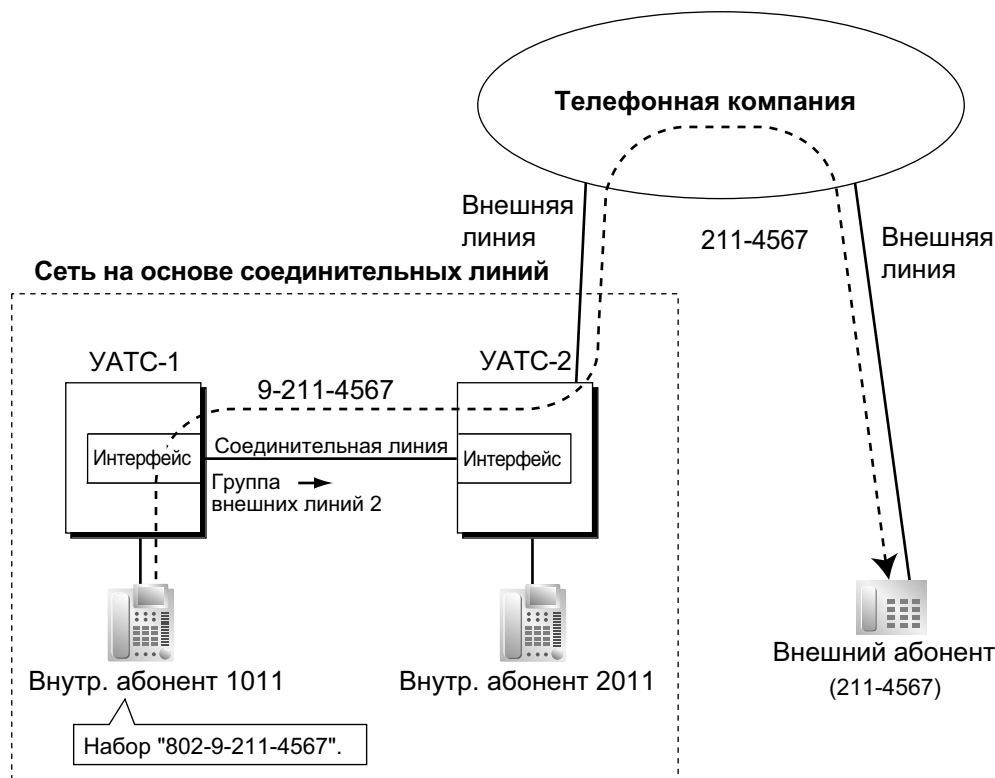 Телефонная компания
Внешняя
линия
211-4567
Внешняя
линия
Сеть на основе соединительных линий
УАТС-1
УАТС-2
9-211-4567
Интерфейс
Соединительная линия
Интерфейс
Группа
внешних линий 2
Внутр. абонент 1011
Внутр. абонент 2011
Внешний абонент
(211-4567)
Набор "802-9-211-4567".